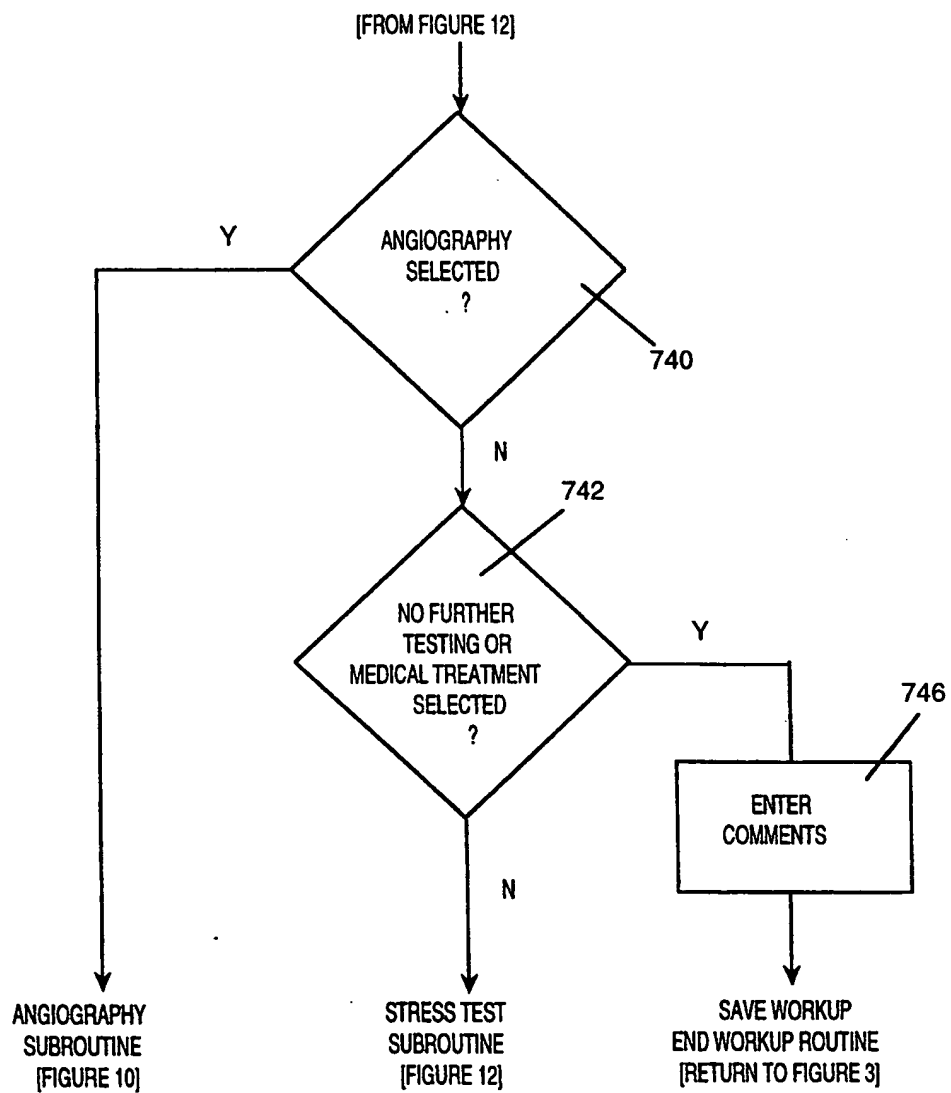 [FROM FIGURE 12]
Y
ANGIOGRAPHY
SELECTED
?
740
N
742
NO FURTHER
TESTING OR
MEDICAL TREATMENT
SELECTED
?
Y
746
ENTER
COMMENTS
N
ANGIOGRAPHY
SUBROUTINE
[FIGURE 10]
STRESS TEST
SUBROUTINE
[FIGURE 12]
SAVE WORKUP
END WORKUP ROUTINE
[RETURN TO FIGURE 3]